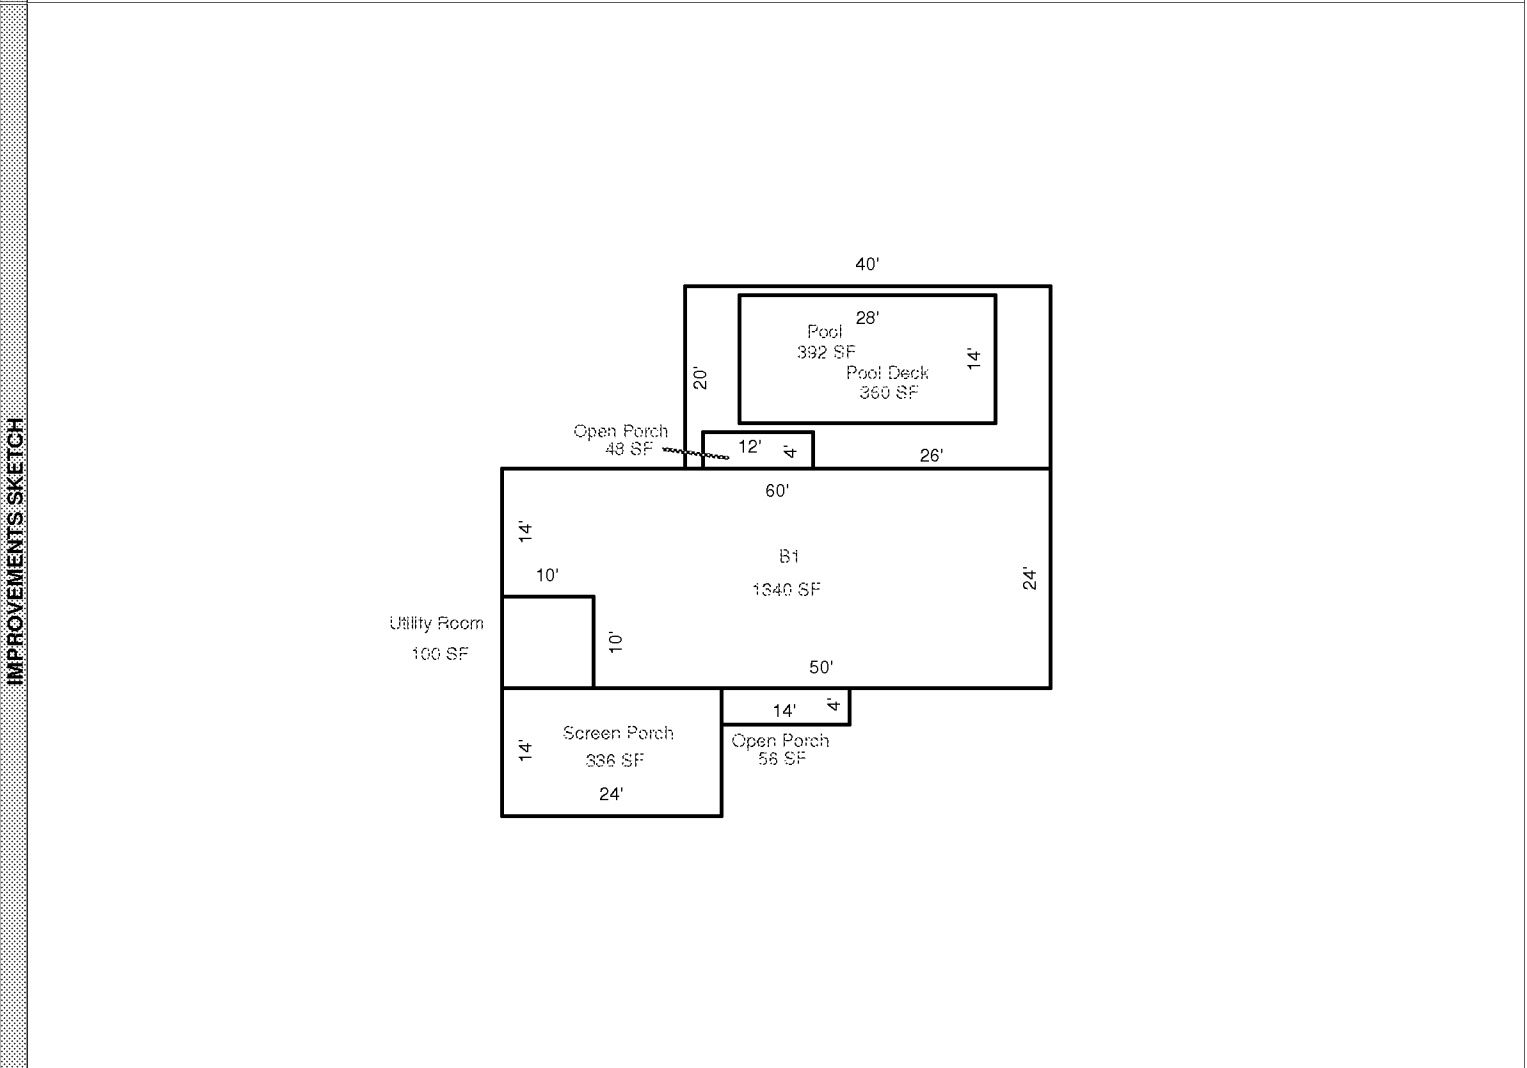 IMPROVEMENTS SKETCH
40'
28'
Pool
392 SF
14'
Pool Deck
360 SF
20'
Open Porch
48 SF
12'
4'
26'
60'
14'
B1
1340 SF
24'
10'
Utility Room
100 SF
10'
50'
14'
4'
Screen Porch
336 SF
14'
24'
Open Porch
56 SF